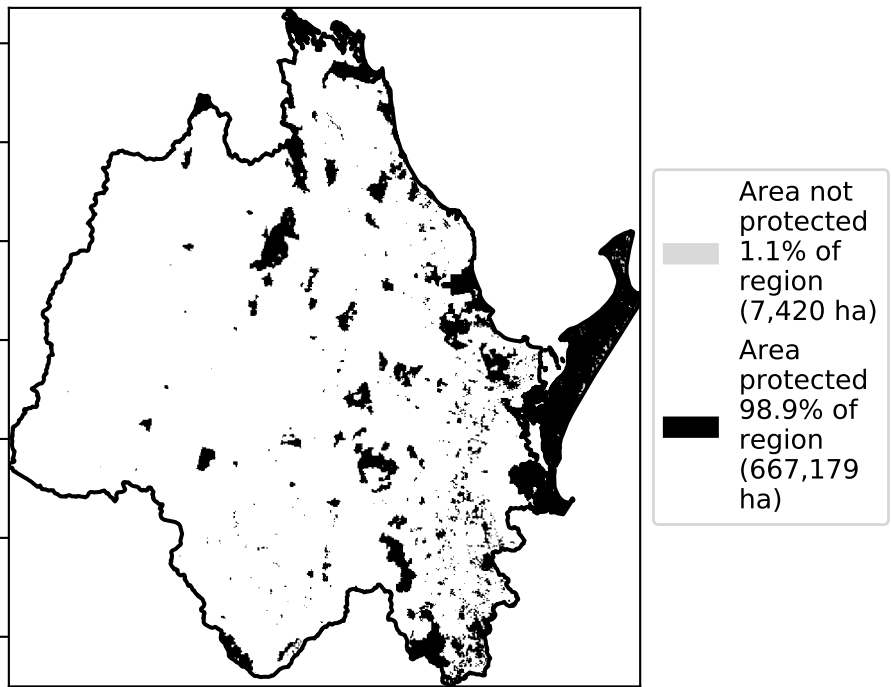 Area not
protected
1.1% of
region
(7,420 ha)
Area
protected
98.9% of
region
(667,179
ha)